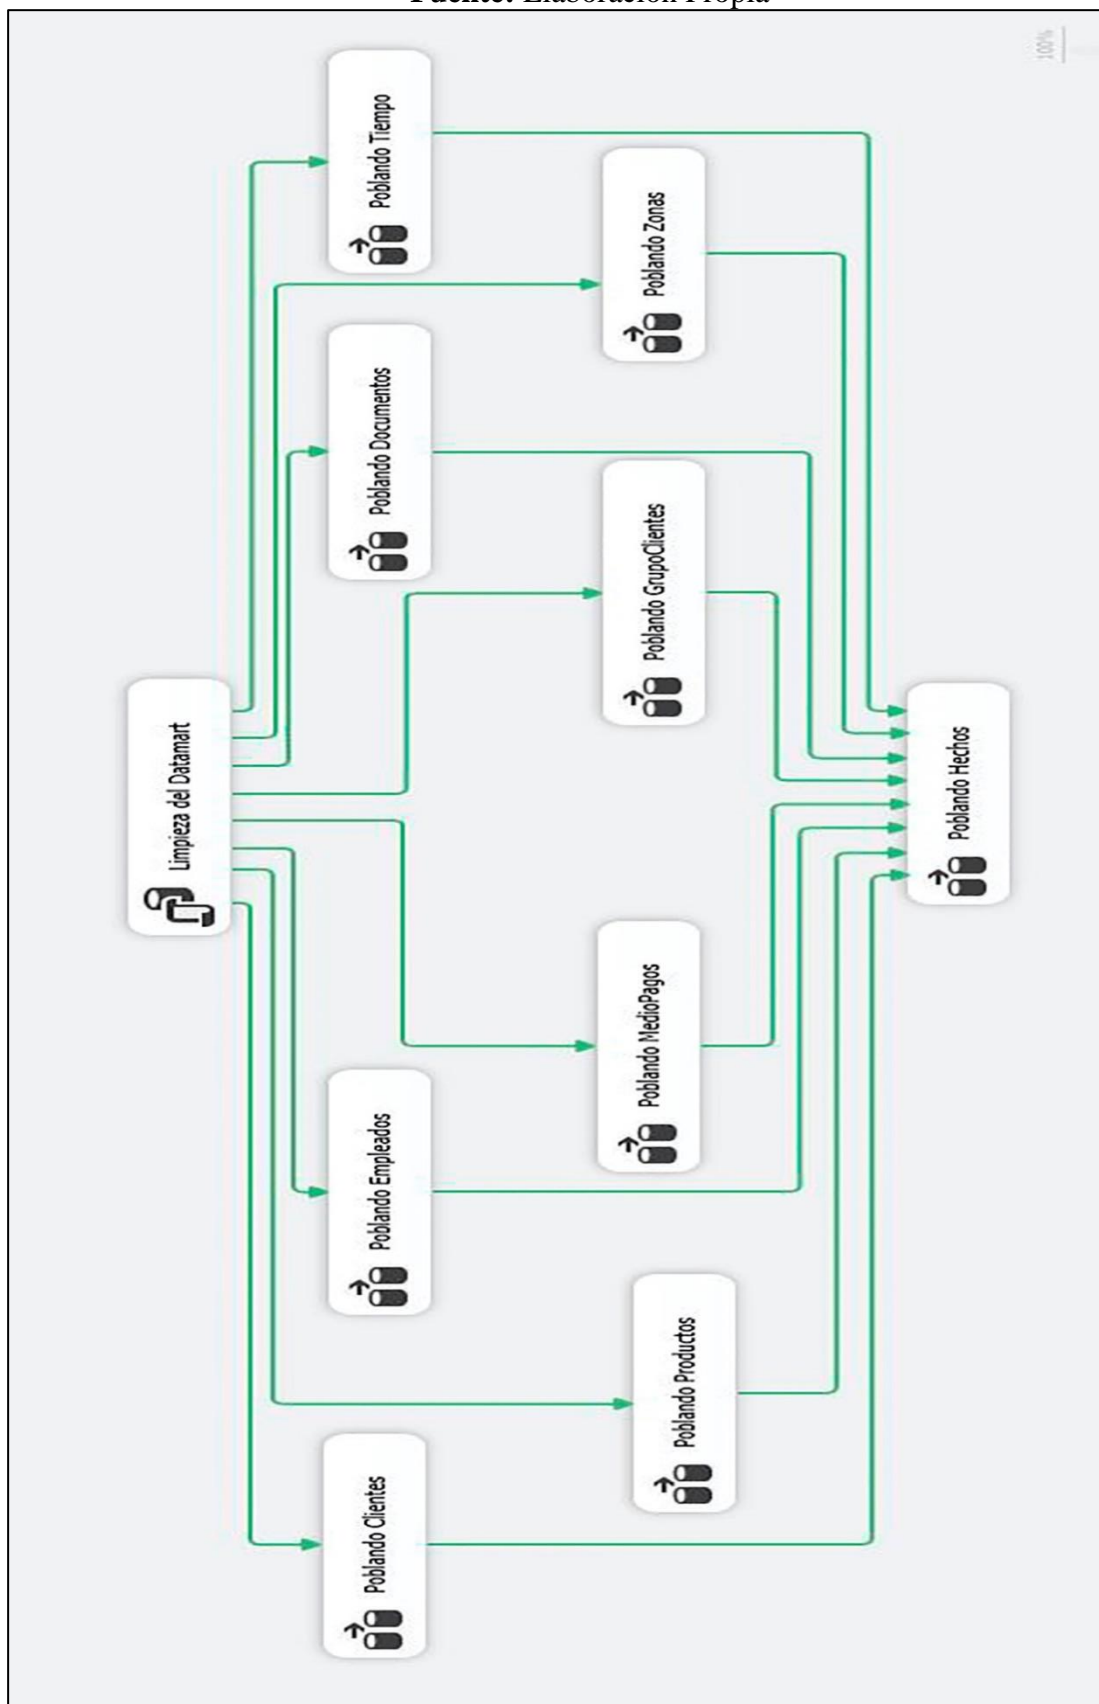 Fuente: Elaboración Propia
Limpieza del Datamart
Poblando Clientes
Poblando Empleados
Poblando Documentos
Poblando Tiempo
Poblando Productos
Poblando MedioPagos
Poblando GrupoClientes
Poblando Zonas
Poblando Hechos
100%